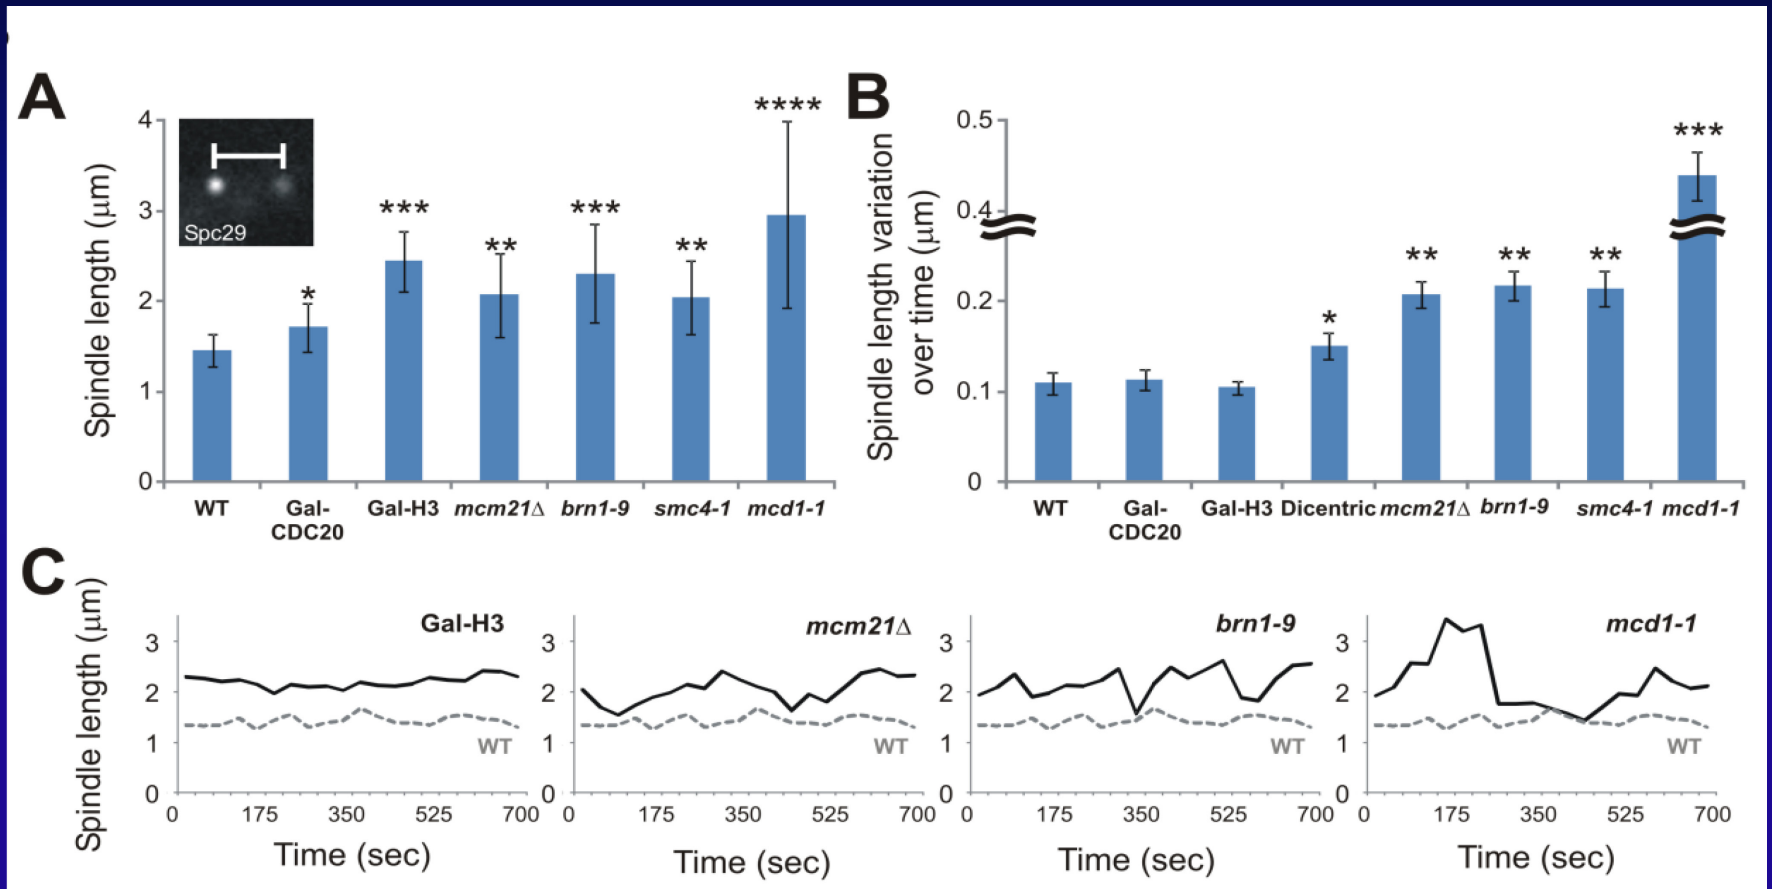 A
Spindle length (μm)
4
3
2
1
0
Spc29
*
***
**
***
**
****
WT
Gal-
CDC20
Gal-H3
mcm21Δ
brn1-9
smc4-1
mcd1-1
B
Spindle length variation
over time (μm)
0.5
0.4
0.2
0.1
0
*
**
**
**
***
WT
Gal-
CDC20
Gal-H3
Dicentric
mcm21Δ
brn1-9
smc4-1
mcd1-1
C
Spindle length (μm)
Gal-H3
3
2
1
0
WT
0 175 350 525 700
Time (sec)
mcm21Δ
3
2
1
0
WT
0 175 350 525 700
Time (sec)
brn1-9
3
2
1
0
WT
0 175 350 525 700
Time (sec)
mcd1-1
3
2
1
0
WT
0 175 350 525 700
Time (sec)